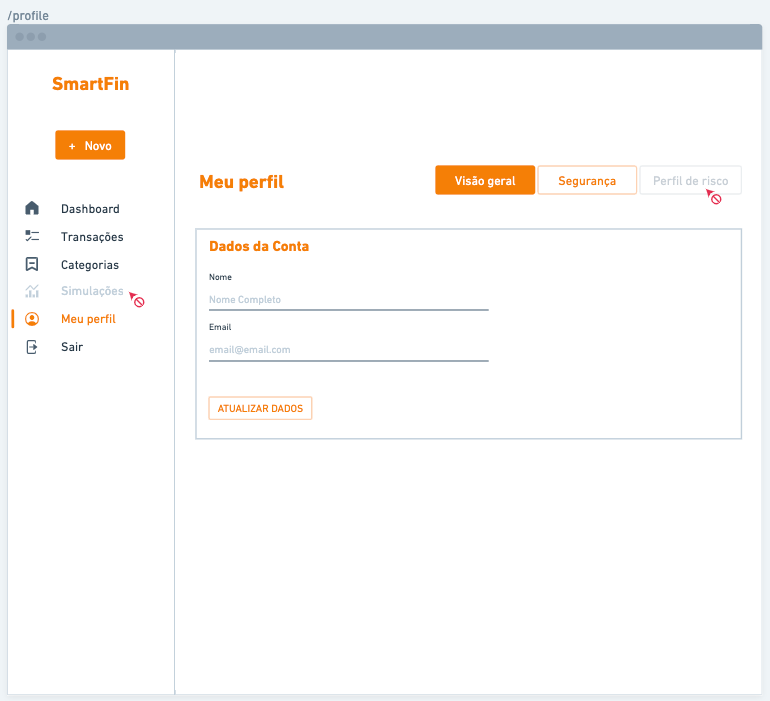 /profile
SmartFin
+ Novo
Dashboard
Transações
Categorias
Simulações
Meu perfil
Sair
Meu perfil
Visão geral
Segurança
Perfil de risco
Dados da Conta
Nome
Nome Completo
Email
email@email.com
ATUALIZAR DADOS